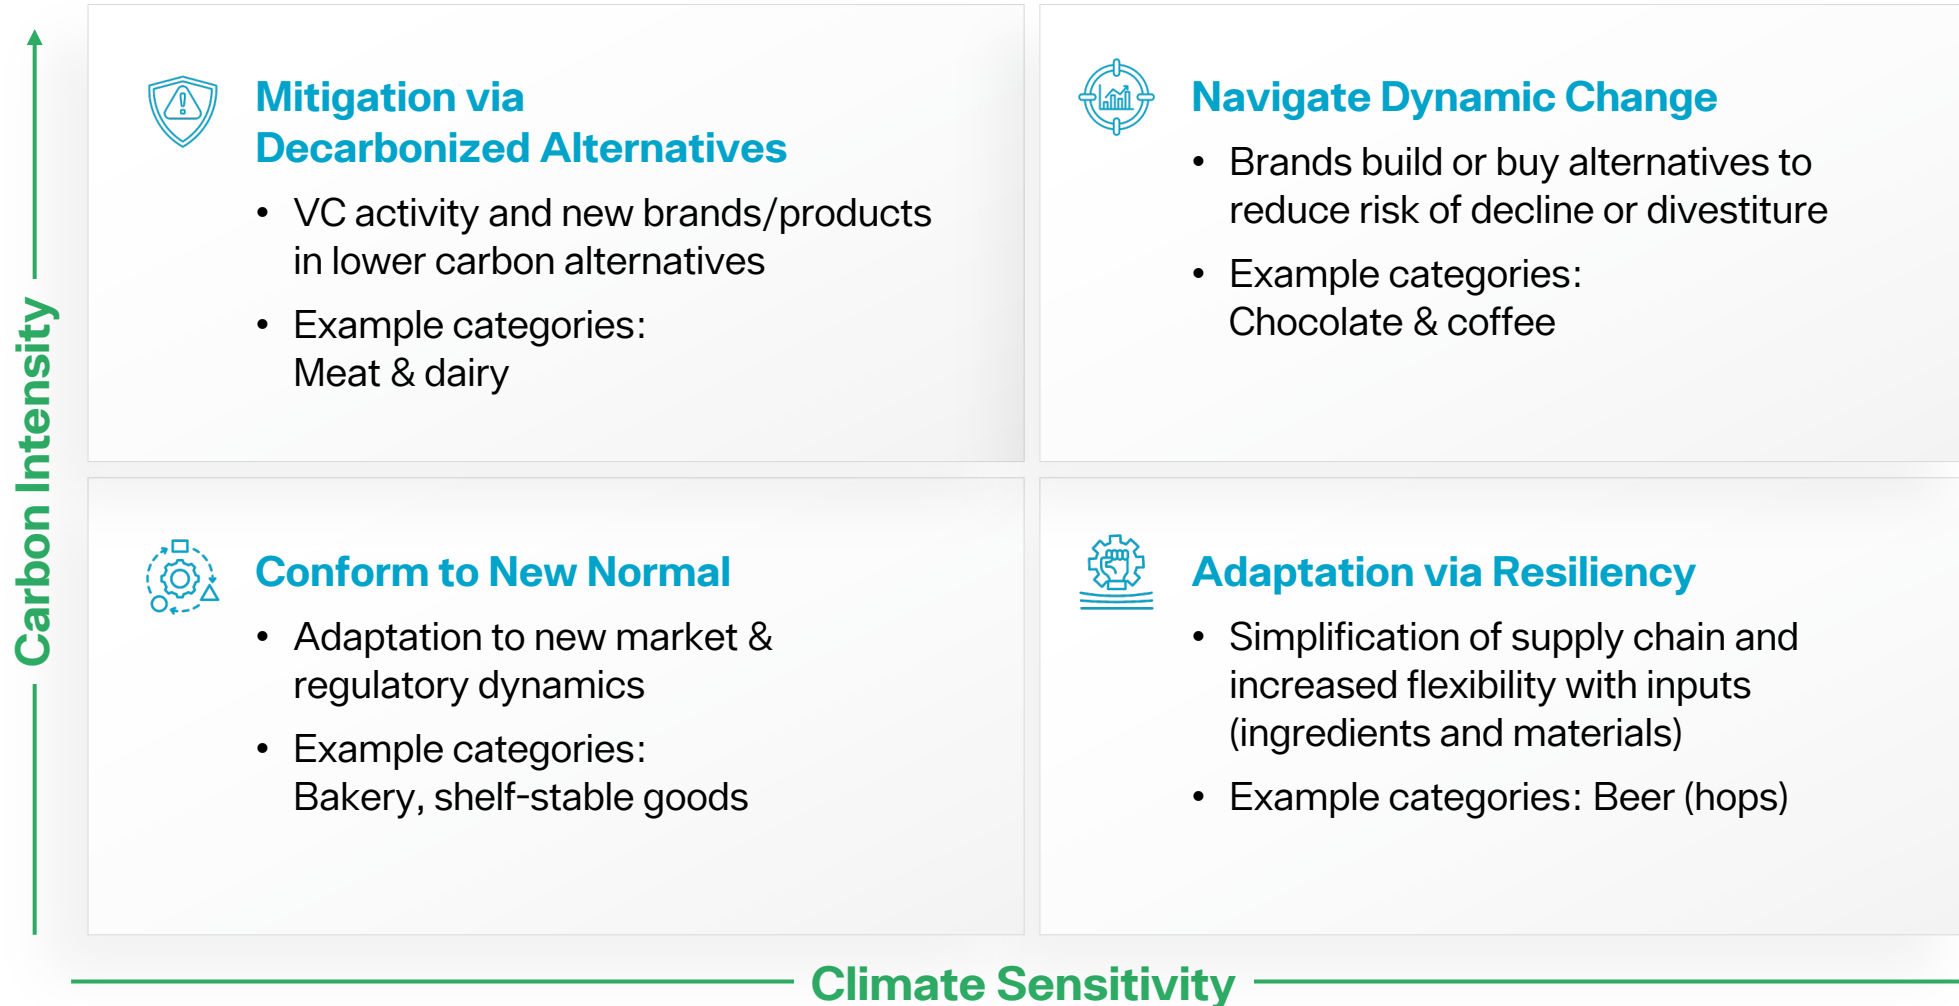 Carbon Intensity
Mitigation via
Decarbonized Alternatives
• VC activity and new brands/products
in lower carbon alternatives
• Example categories:
Meat & dairy
Navigate Dynamic Change
• Brands build or buy alternatives to
reduce risk of decline or divestiture
• Example categories:
Chocolate & coffee
Conform to New Normal
• Adaptation to new market &
regulatory dynamics
• Example categories:
Bakery, shelf-stable goods
Adaptation via Resiliency
• Simplification of supply chain and
increased flexibility with inputs
(ingredients and materials)
• Example categories: Beer (hops)
Climate Sensitivity